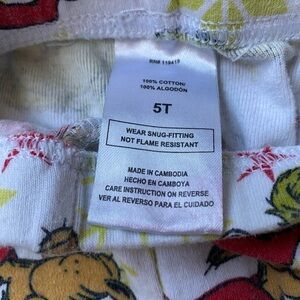 RN# 119419
100% COTTON/
100% ALGODÓN
5T
WEAR SNUG-FITTING
NOT FLAME RESISTANT
MADE IN CAMBODIA
HECHO EN CAMBOYA
CARE INSTRUCTION ON REVERSE
VER AL REVERSO PARA EL CUIDADO